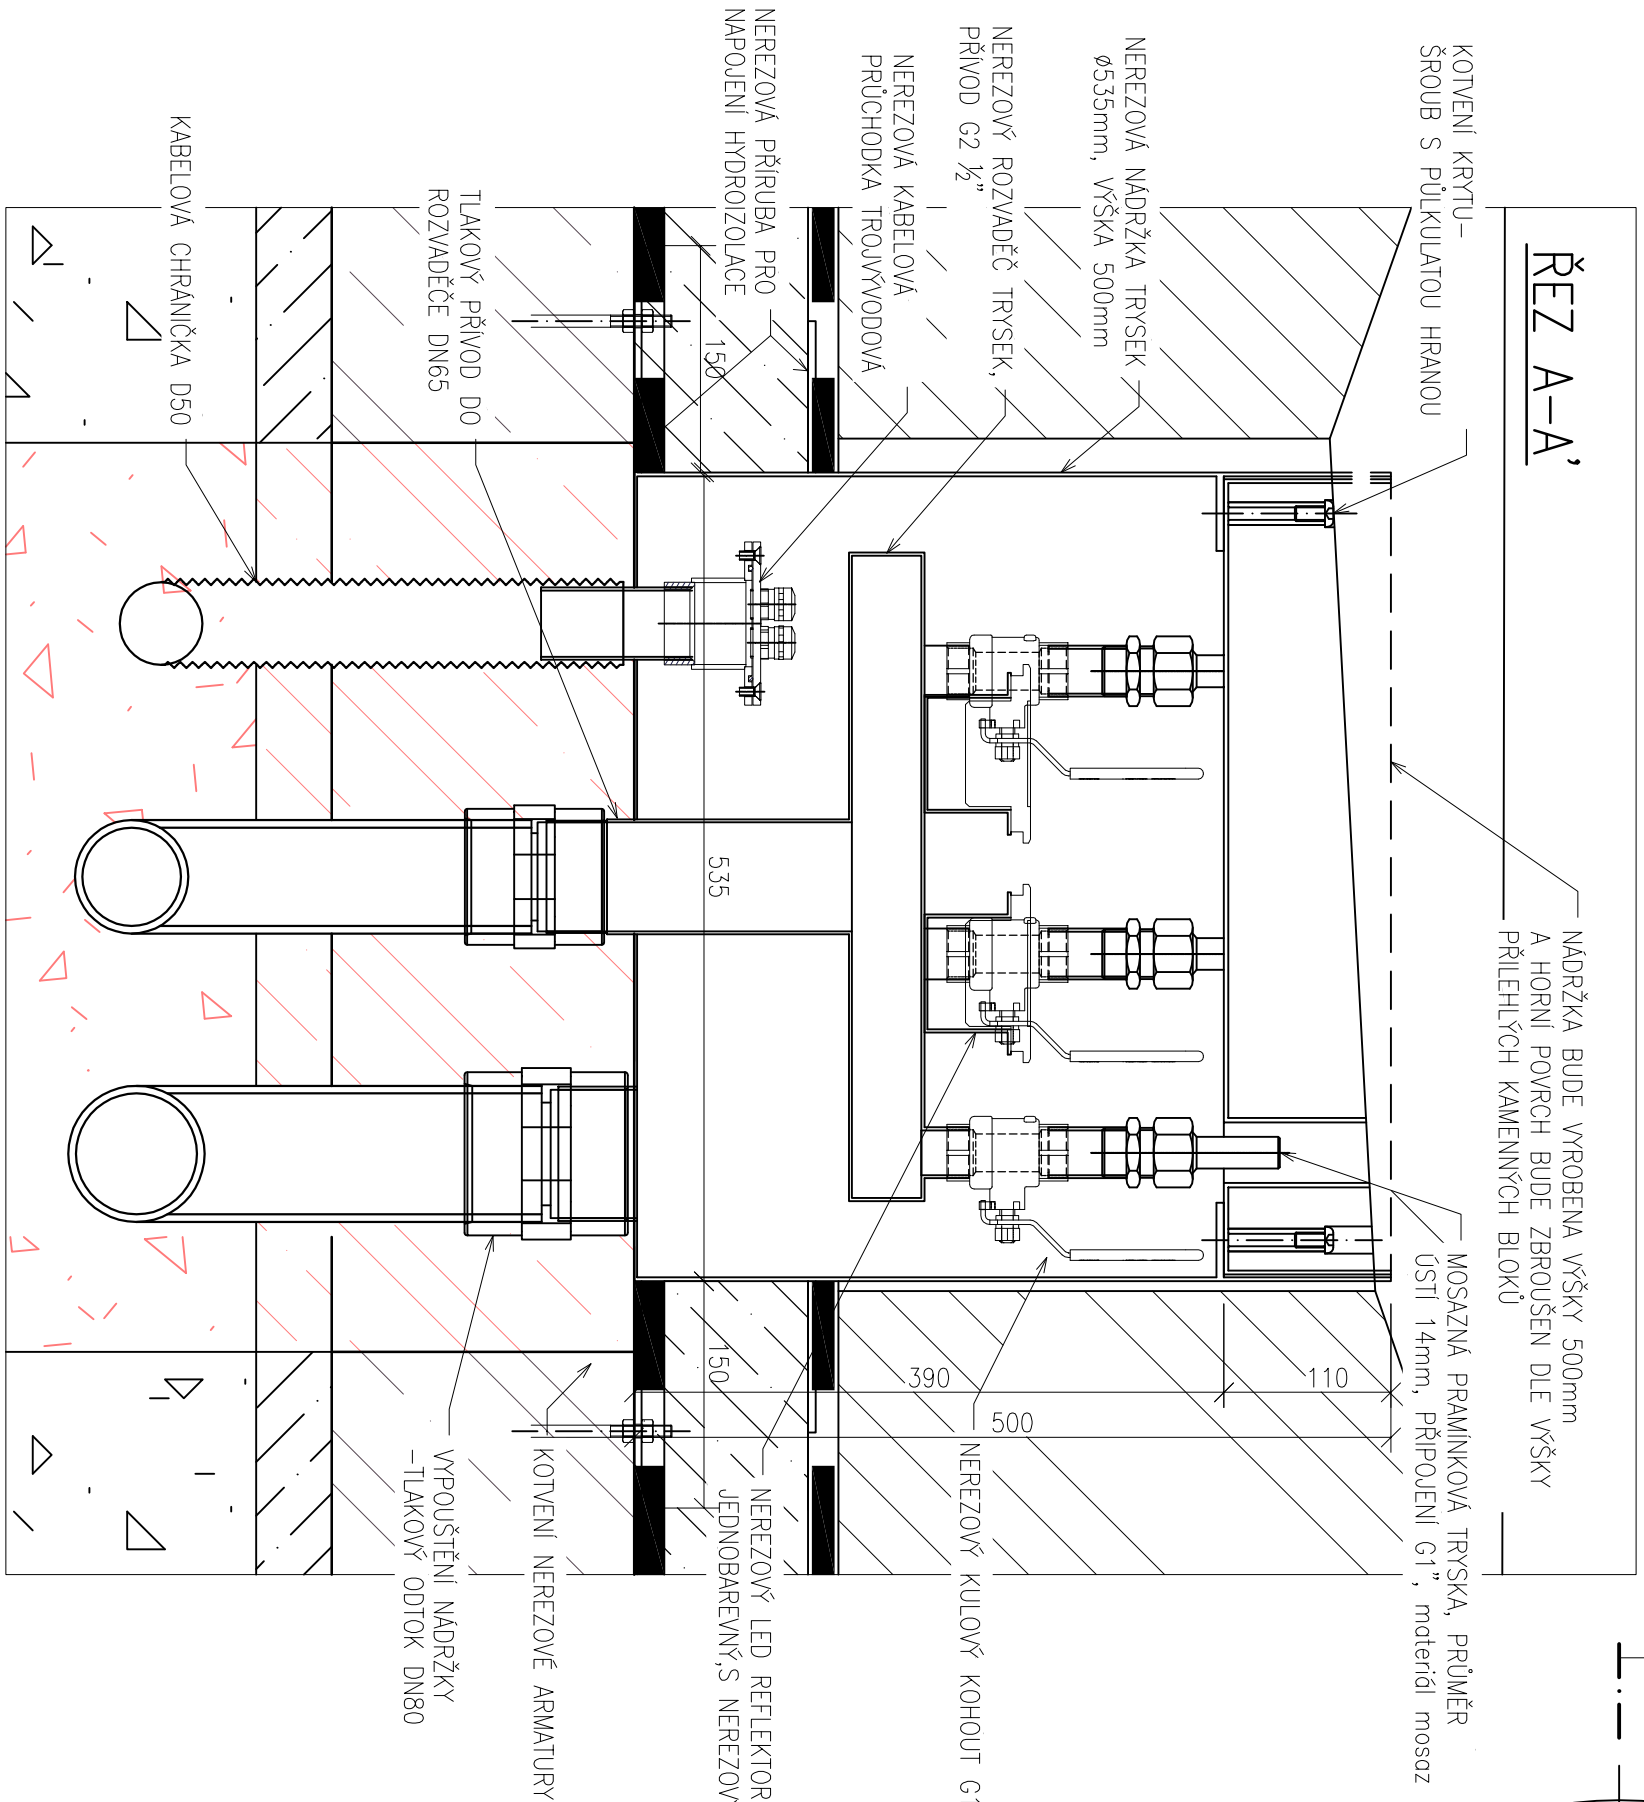 ŘEZ A-A'
KOTVENÍ KRYTU-
ŠROUB S PŮLKULATOU HRANOU
NEREZOVÁ NÁDRŽKA TRYSEK
Ø535mm, VÝŠKA 500mm
NEREZOVÝ ROZVADĚČ TRYSEK,
PŘÍVOD G2 ½"
NEREZOVÁ KABELOVÁ
PRŮCHODKA TROJVÝVODOVÁ
NEREZOVÁ PŘÍRUBA PRO
NAPOJENÍ HYDROIZOLACE
TLAKOVÝ PŘÍVOD DO
ROZVADĚČE DN65
KABELOVÁ CHRÁNIČKA D50
150
535
150
390
110
500
NÁDRŽKA BUDE VYROBENA VÝŠKY 500mm
A HORNÍ POVRCH BUDE ZBROUŠEN DLE VÝŠKY
PŘILEHLÝCH KAMENNÝCH BLOKŮ
MOSAZNÁ PRAMÍNKOVÁ TRYSKA, PRŮMĚR
ÚSTÍ 14mm, PŘIPOJENÍ G1", materiál mosaz
NEREZOVÝ KULOVÝ KOHOUT
NEREZOVÝ LED REFLEKTOR
JEDNOBAREVNÝ,S
KOTVENÍ NEREZOVÉ ARMATURY
VYPOUŠTĚNÍ NÁDRŽKY
-TLAKOVÝ ODTOK DN80